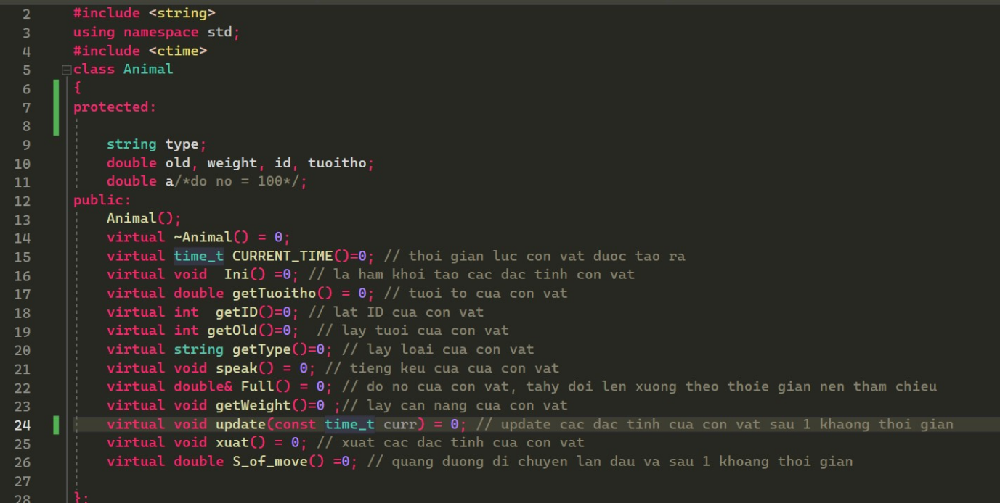 2 #include <string>
3 using namespace std;
4 #include <ctime>
5 class Animal
6 {
7 protected:
8
9 string type;
10 double old, weight, id, tuoitho;
11 double a/*do no = 100*/;
12 public:
13 Animal();
14 virtual ~Animal() = 0;
15 virtual time_t CURRENT_TIME()=0; // thoi gian luc con vat duoc tao ra
16 virtual void  Ini() =0; // la ham khoi tao cac dac tinh con vat
17 virtual double getTuoitho() = 0; // tuoi to cua con vat
18 virtual int  getID()=0; // lat ID cua con vat
19 virtual int getOld()=0;  // lay tuoi cua con vat
20 virtual string getType()=0; // lay loai cua con vat
21 virtual void speak() = 0; // tieng keu cua cua con vat
22 virtual double& Full() = 0; // do no cua con vat, tahy doi len xuong theo thoie gian nen tham chieu
23 virtual void getWeight()=0 ;// lay can nang cua con vat
24 virtual void update(const time_t curr) = 0; // update cac dac tinh cua con vat sau 1 khaong thoi gian
25 virtual void xuat() = 0; // xuat cac dac tinh cua con vat
26 virtual double S_of_move() =0; // quang duong di chuyen lan dau va sau 1 khoang thoi gian
27
28 };